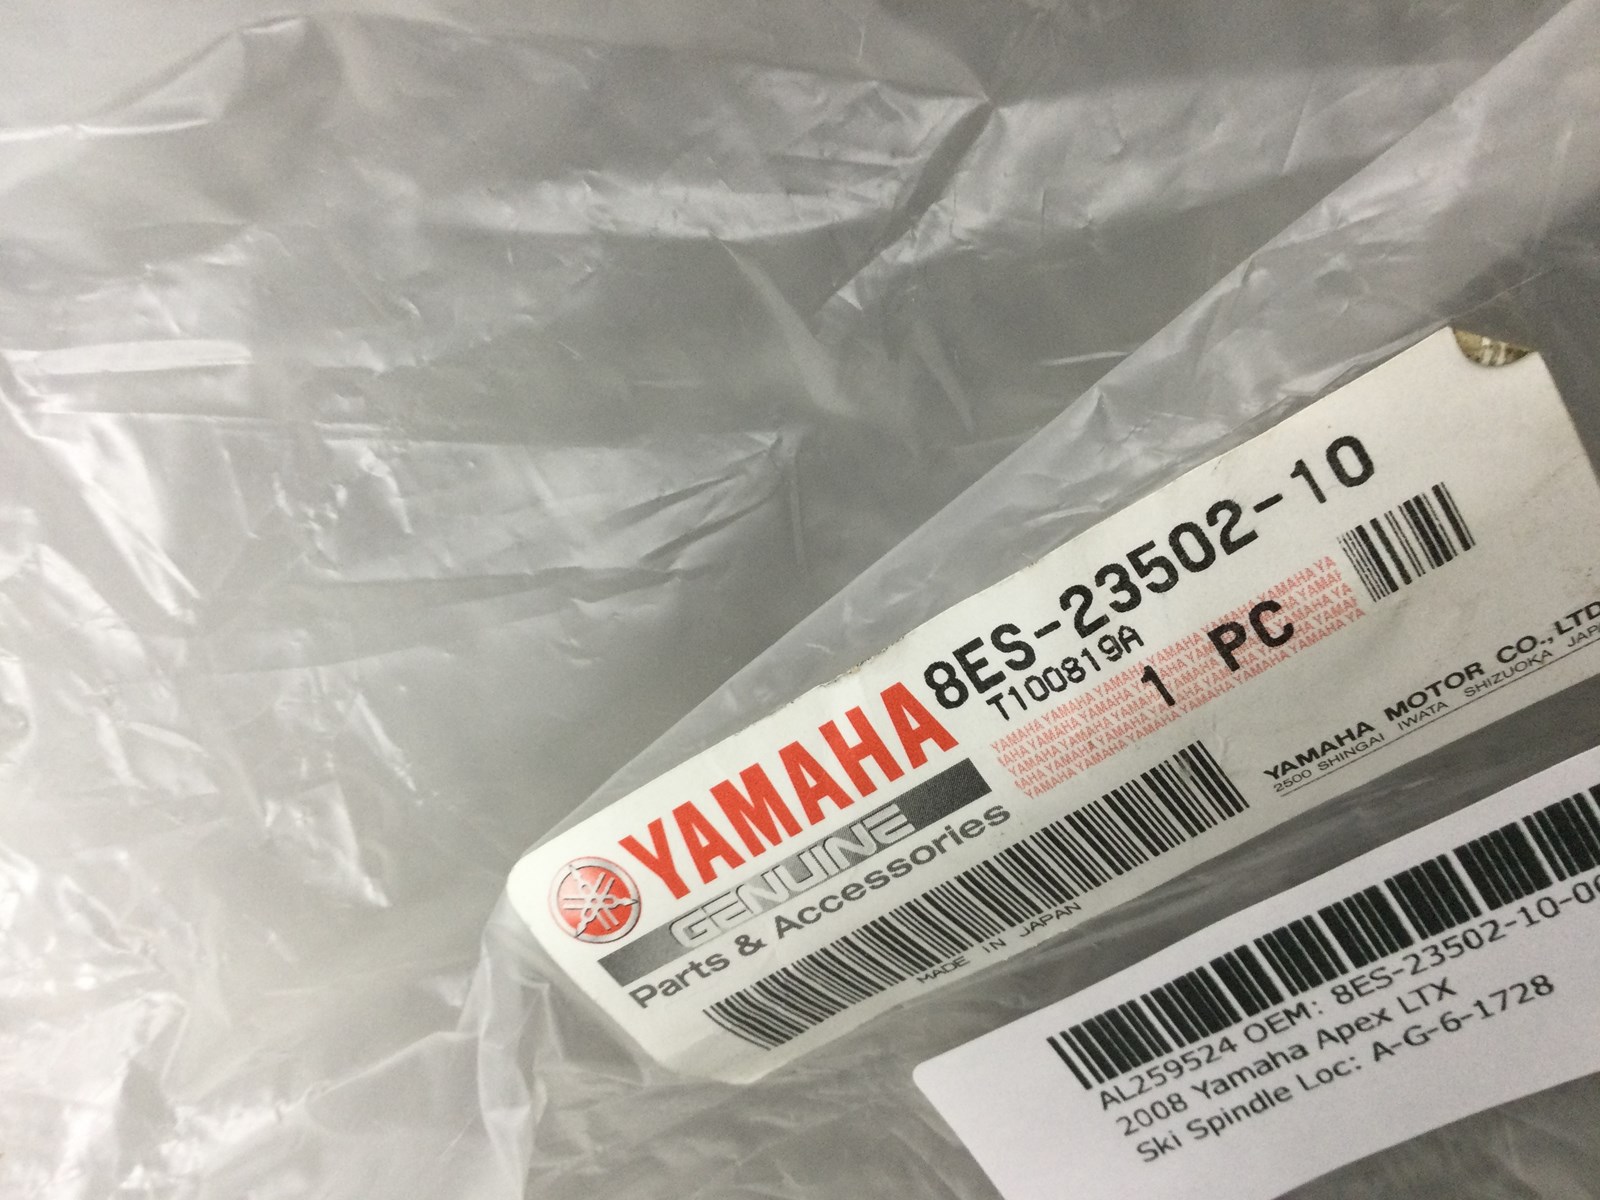 8ES-23502-10
T100819A
1 PC
YAMAHA
GENUINE
Parts & Accessories
MADE IN JAPAN
YAMAHA MOTOR CO., LTD
2500 SHINGAI IWATA SHIZUOKA
AL259524 OEM: 8ES-23502-10-0
2008 Yamaha Apex LTX
Ski Spindle Loc: A-G-6-1728